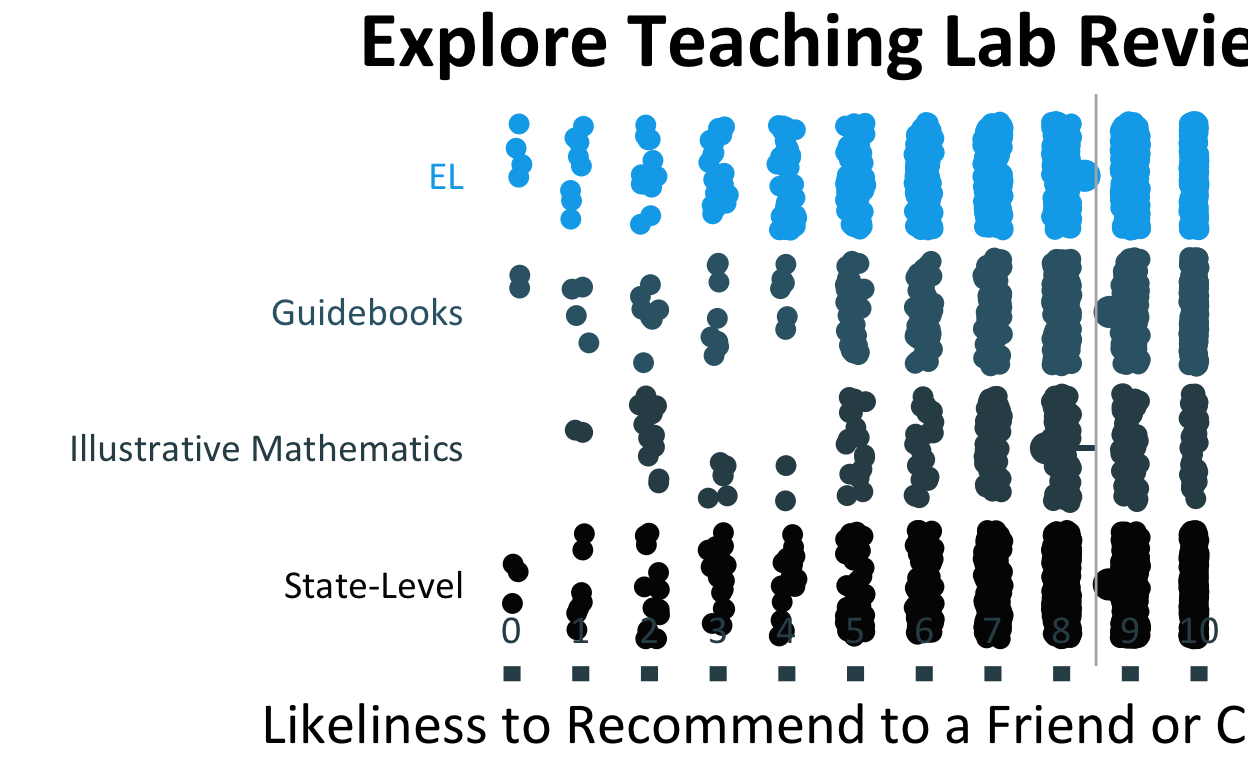 Explore Teaching Lab Revie
EL
Guidebooks
Illustrative Mathematics
State-Level
0 1 2 3 4 5 6 7 8 9 10
Likeliness to Recommend to a Friend or C